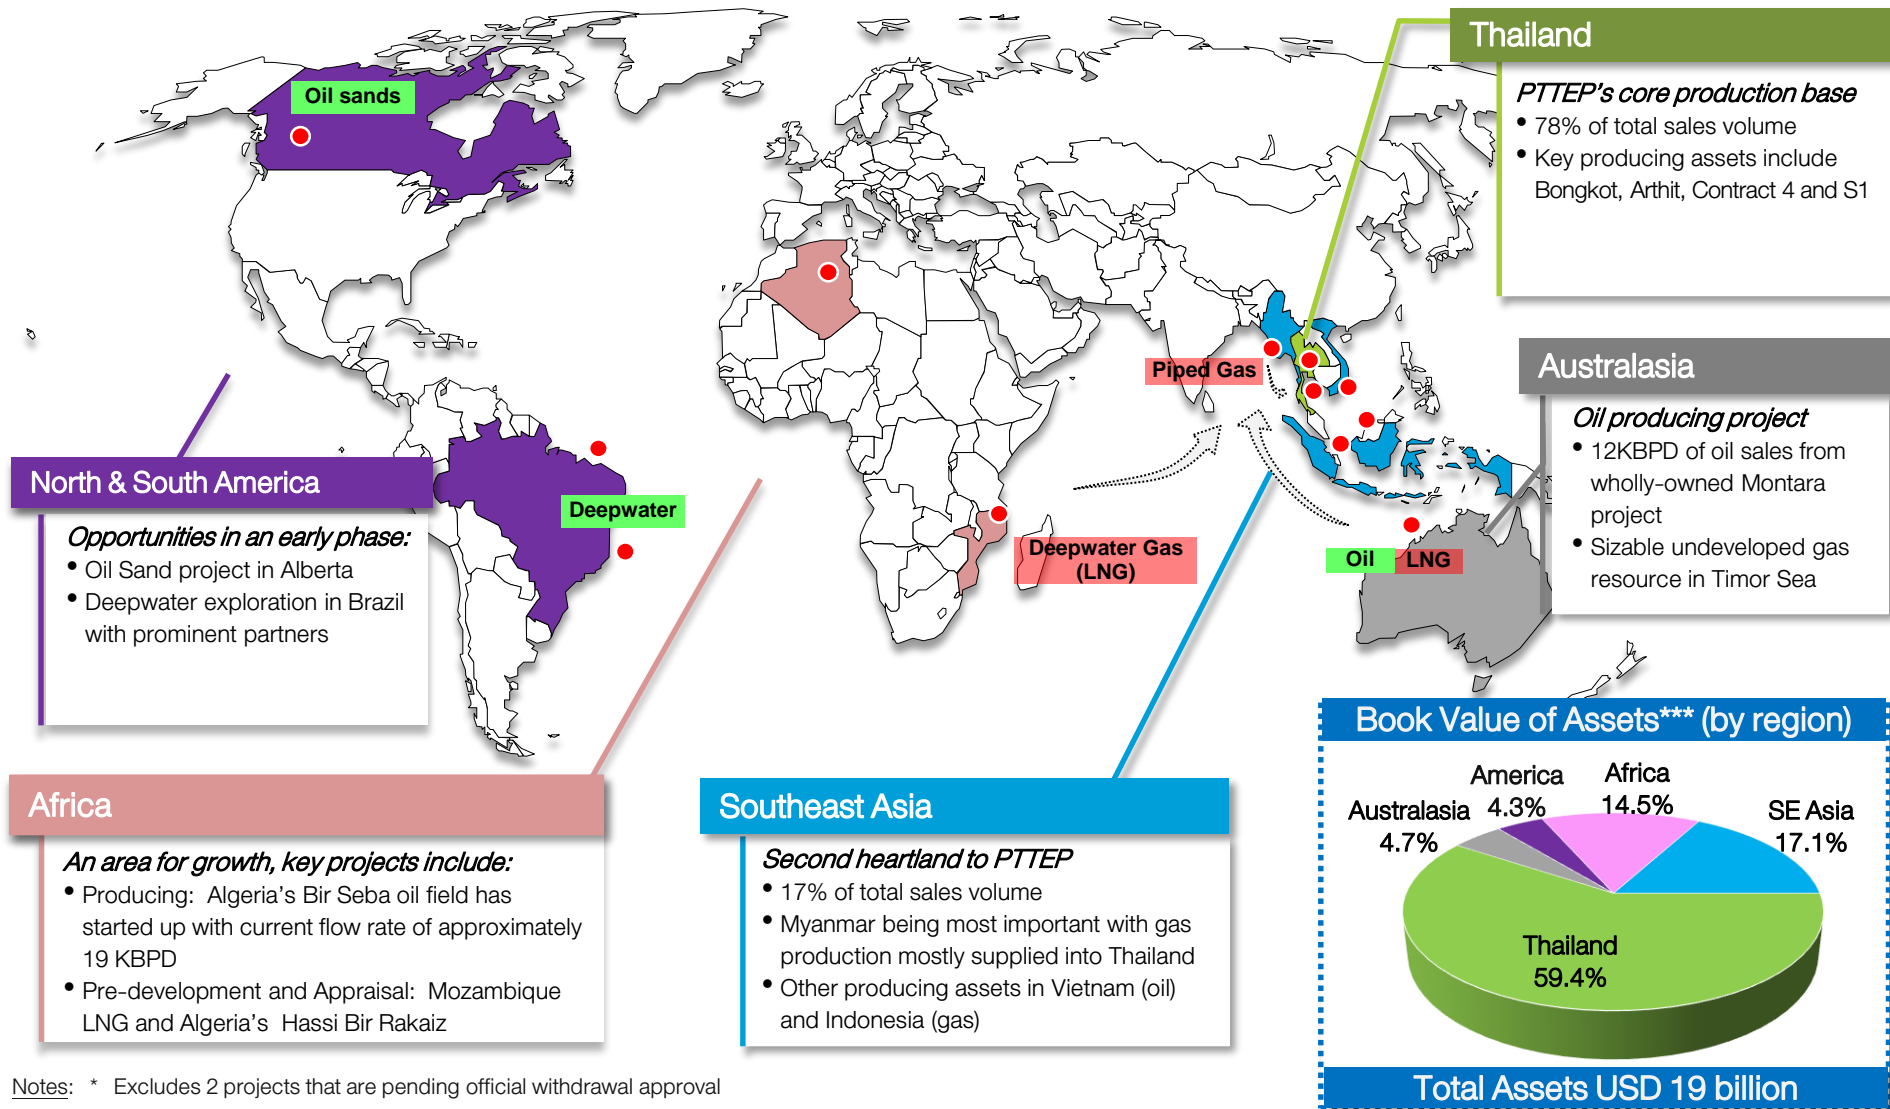 Thailand
PTTEP's core production base
• 78% of total sales volume
• Key producing assets include
Bongkot, Arthit, Contract 4 and S1
Oil sands
Piped Gas
Australasia
Oil producing project
• 12KBPD of oil sales from
wholly-owned Montara
project
• Sizable undeveloped gas
resource in Timor Sea
North & South America
Opportunities in an early phase:
• Oil Sand project in Alberta
• Deepwater exploration in Brazil
with prominent partners
Deepwater
Deepwater Gas
(LNG)
Oil
LNG
Africa
An area for growth, key projects include:
• Producing: Algeria's Bir Seba oil field has
started up with current flow rate of approximately
19 KBPD
• Pre-development and Appraisal: Mozambique
LNG and Algeria's Hassi Bir Rakaiz
Southeast Asia
Second heartland to PTTEP
• 17% of total sales volume
• Myanmar being most important with gas
production mostly supplied into Thailand
• Other producing assets in Vietnam (oil)
and Indonesia (gas)
Book Value of Assets*** (by region)
America
4.3%
Africa
14.5%
Australasia
4.7%
SE Asia
17.1%
Thailand
59.4%
Total Assets USD 19 billion
Notes: * Excludes 2 projects that are pending official withdrawal approval